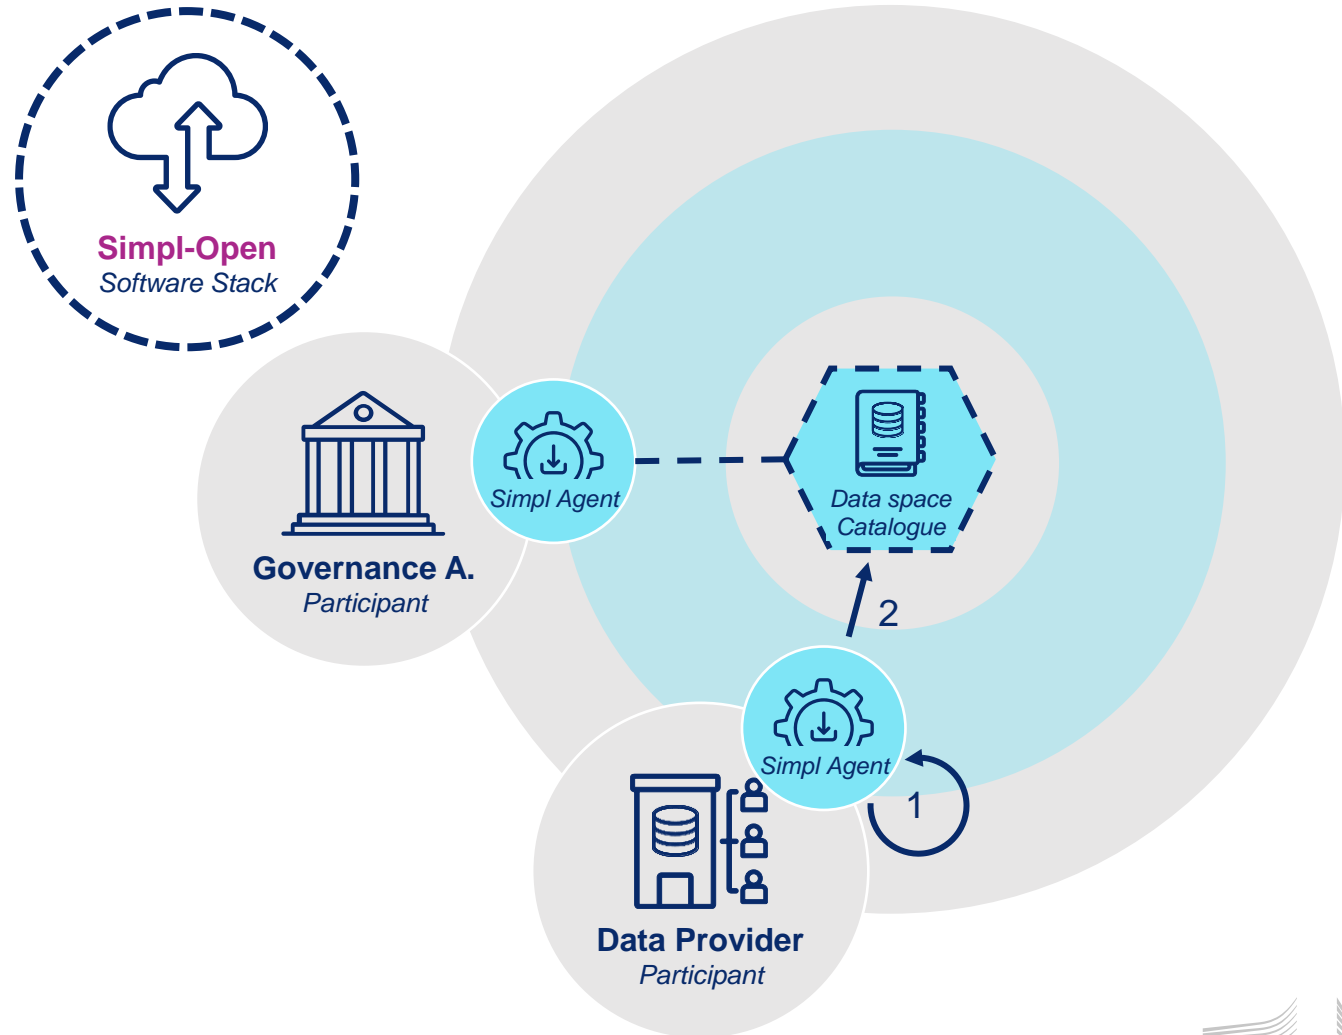 Simpl-Open
Software Stack
Simpl Agent
Governance A.
Participant
Data space
Catalogue
2
Simpl Agent
1
Data Provider
Participant